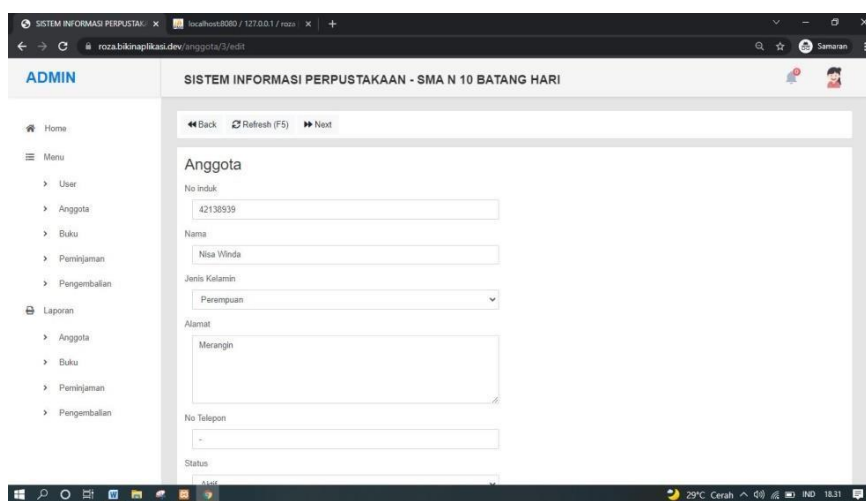 SISTEM INFORMASI PERPUSTAK
localhost:8080 / 127.0.0.1 / roza
roza.bikinaplikasi.dev/anggota/3/edit
Samaran
ADMIN
SISTEM INFORMASI PERPUSTAKAAN - SMA N 10 BATANG HARI
0
Home
Menu
User
Anggota
Buku
Peminjaman
Pengembalian
Laporan
Anggota
Buku
Peminjaman
Pengembalian
Back Refresh (F5) Next
Anggota
No induk
42138939
Nama
Nisa Winda
Jenis Kelamin
Perempuan
Alamat
Merangin
No Telepon
-
Status
Aktif
29°C Cerah IND 18.31